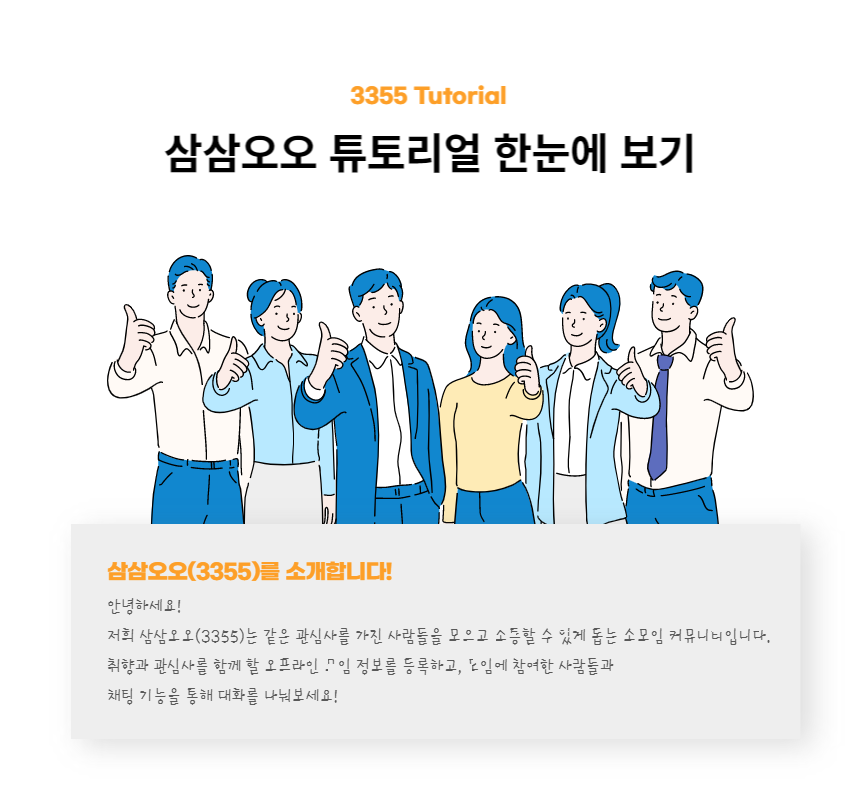 3355 Tutorial
삼삼오오 튜토리얼 한눈에 보기
삼삼오오(3355)를 소개합니다!
안녕하세요!
저희 삼삼오오(3355)는 같은 관심사를 가진 사람들을 모으고 소통할 수 있게 돕는 소모임 커뮤니티입니다.
취향과 관심사를 함께 할 오프라인 모임 정보를 등록하고, 모임에 참여한 사람들과
채팅 기능을 통해 대화를 나눠보세요!